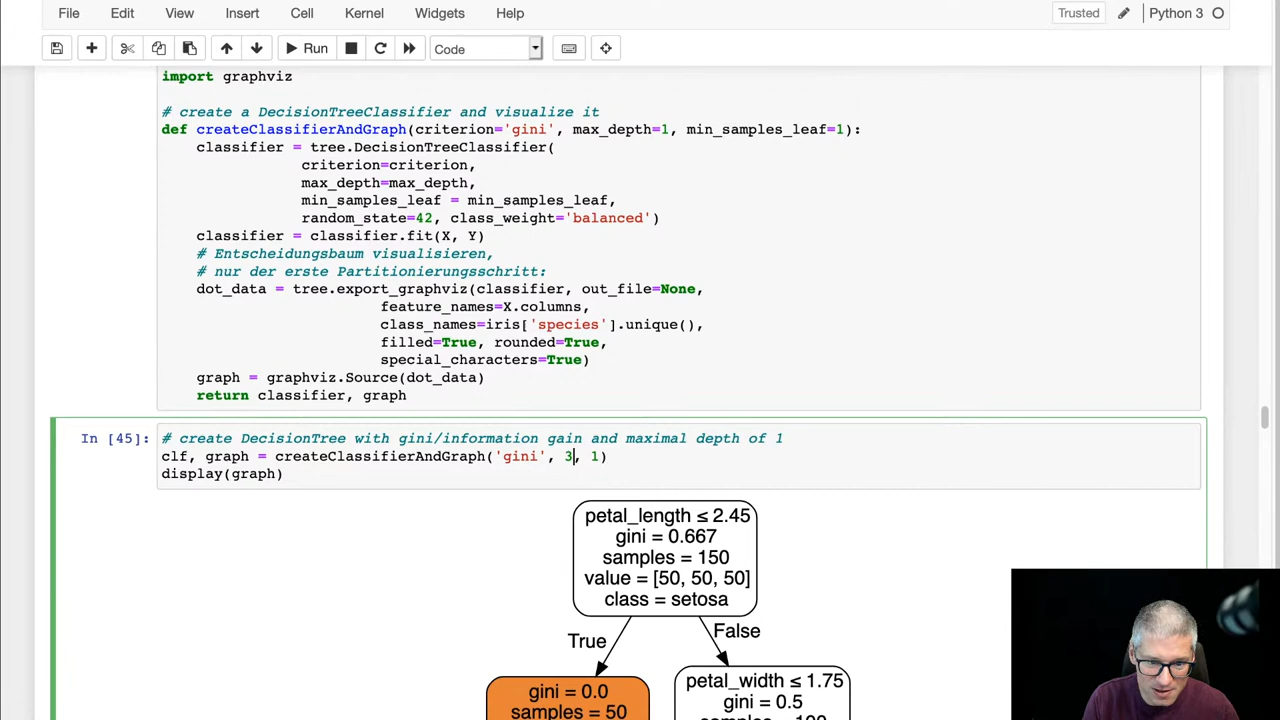 File Edit View Insert Cell Kernel Widgets Help Trusted Python 3
Run Code
import graphviz
# create a DecisionTreeClassifier and visualize it
def createClassifierAndGraph(criterion='gini', max_depth=1, min_samples_leaf=1):
classifier = tree.DecisionTreeClassifier(
criterion=criterion,
max_depth=max_depth,
min_samples_leaf = min_samples_leaf,
random_state=42, class_weight='balanced')
classifier = classifier.fit(X, Y)
# Entscheidungsbaum visualisieren,
# nur der erste Partitionierungsschritt:
dot_data = tree.export_graphviz(classifier, out_file=None,
feature_names=X.columns,
class_names=iris['species'].unique(),
filled=True, rounded=True,
special_characters=True)
graph = graphviz.Source(dot_data)
return classifier, graph
In [45]: # create DecisionTree with gini/information gain and maximal depth of 1
clf, graph = createClassifierAndGraph('gini', 3, 1)
display(graph)
petal_length ≤ 2.45
gini = 0.667
samples = 150
value = [50, 50, 50]
class = setosa
True
False
gini = 0.0
samples = 50
petal_width ≤ 1.75
gini = 0.5
samples = 100